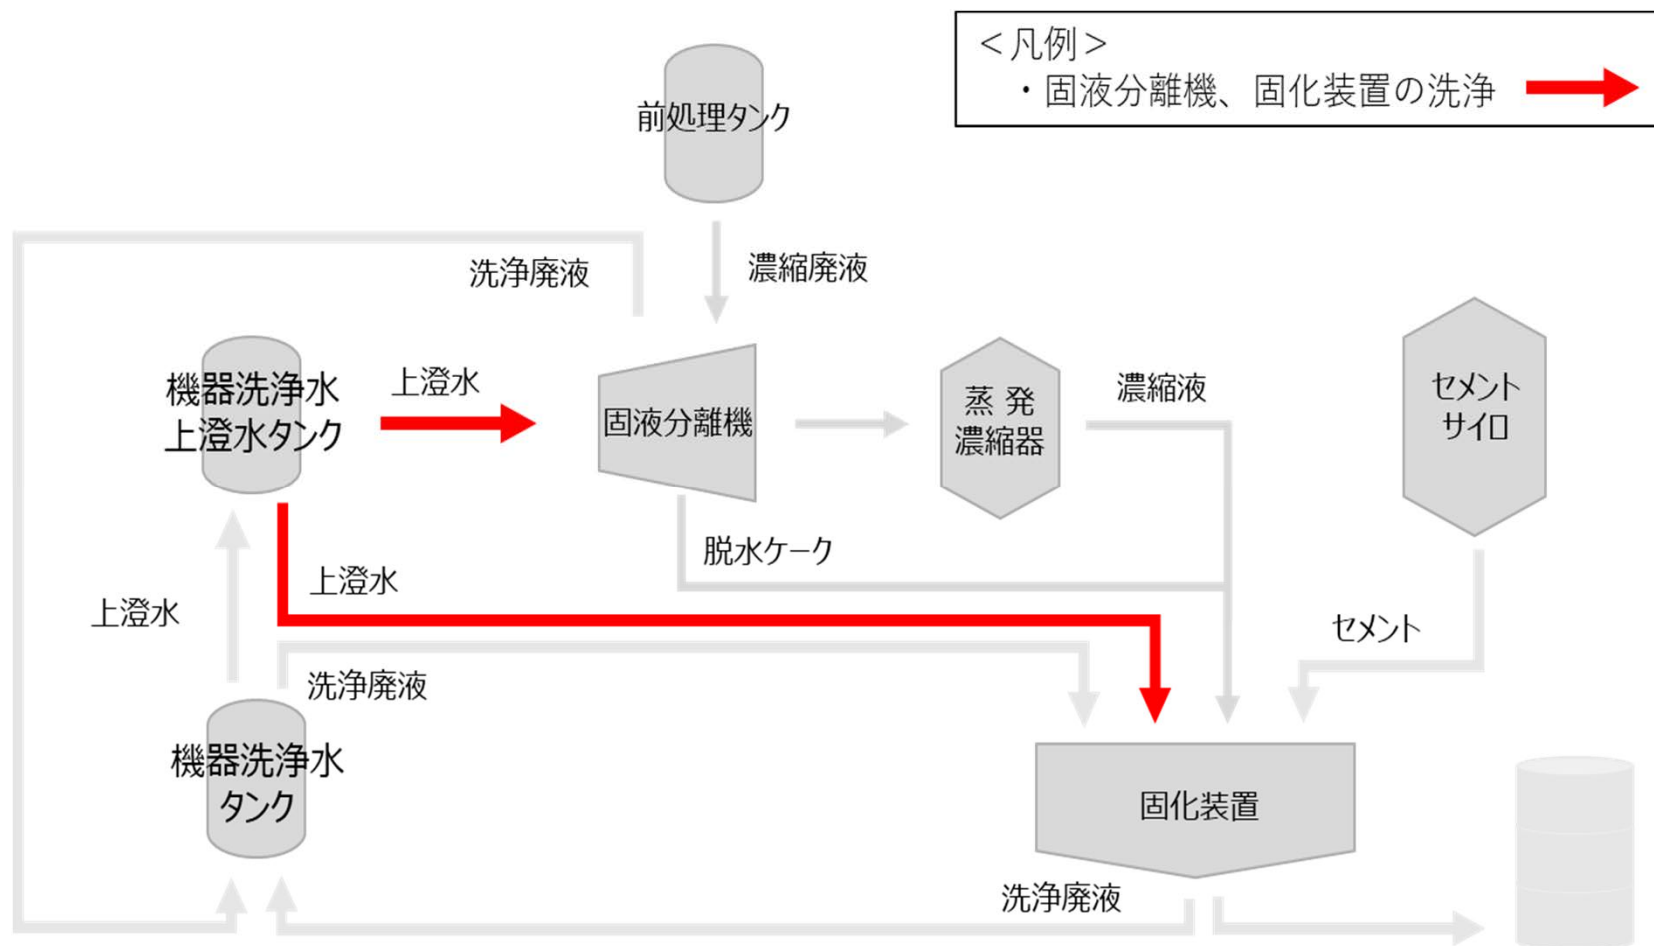 ＜凡例＞
・固液分離機、固化装置の洗浄
前処理タンク
洗浄廃液
濃縮廃液
機器洗浄水
上澄水タンク
上澄水
固液分離機
蒸発
濃縮器
濃縮液
セメント
サイロ
脱水ケーク
上澄水
上澄水
セメント
洗浄廃液
機器洗浄水
タンク
固化装置
洗浄廃液